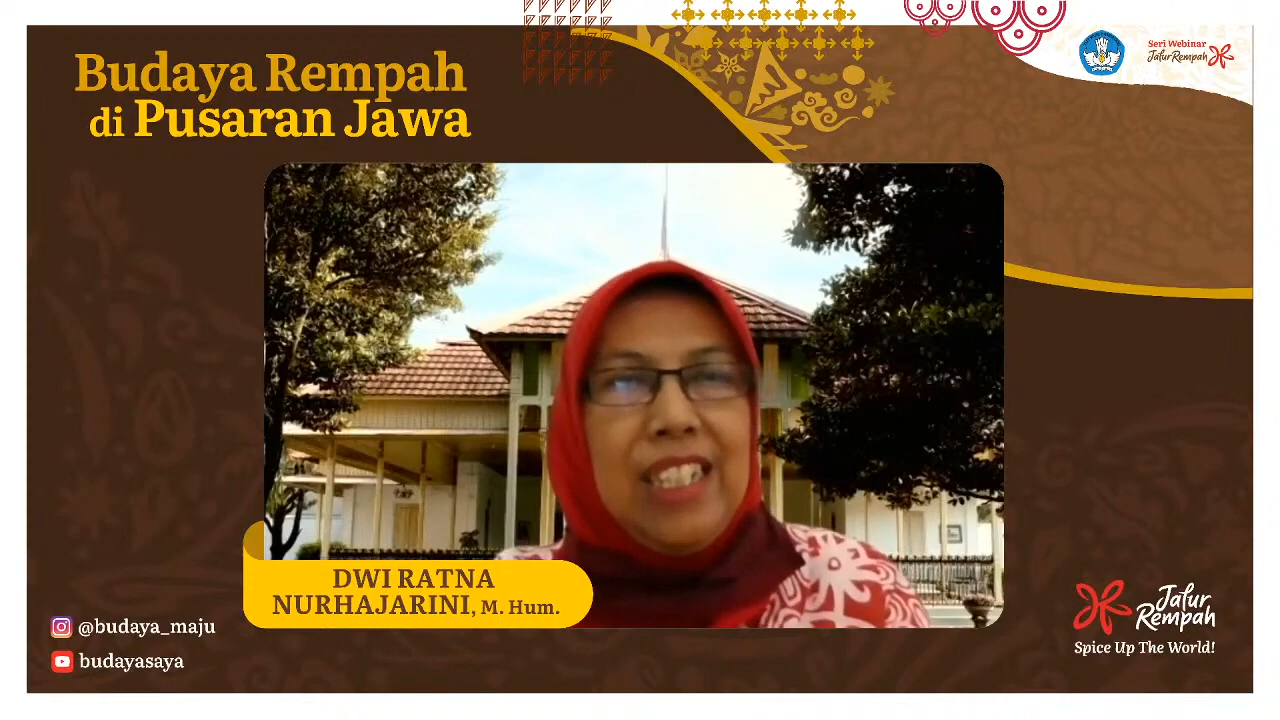 Budaya Rempah
di Pusaran Jawa
Seri Webinar
Jalur Rempah
DWI RATNA
NURHAJARINI, M. Hum.
@budaya_maju
budayasaya
Jalur
Rempah
Spice Up The World!